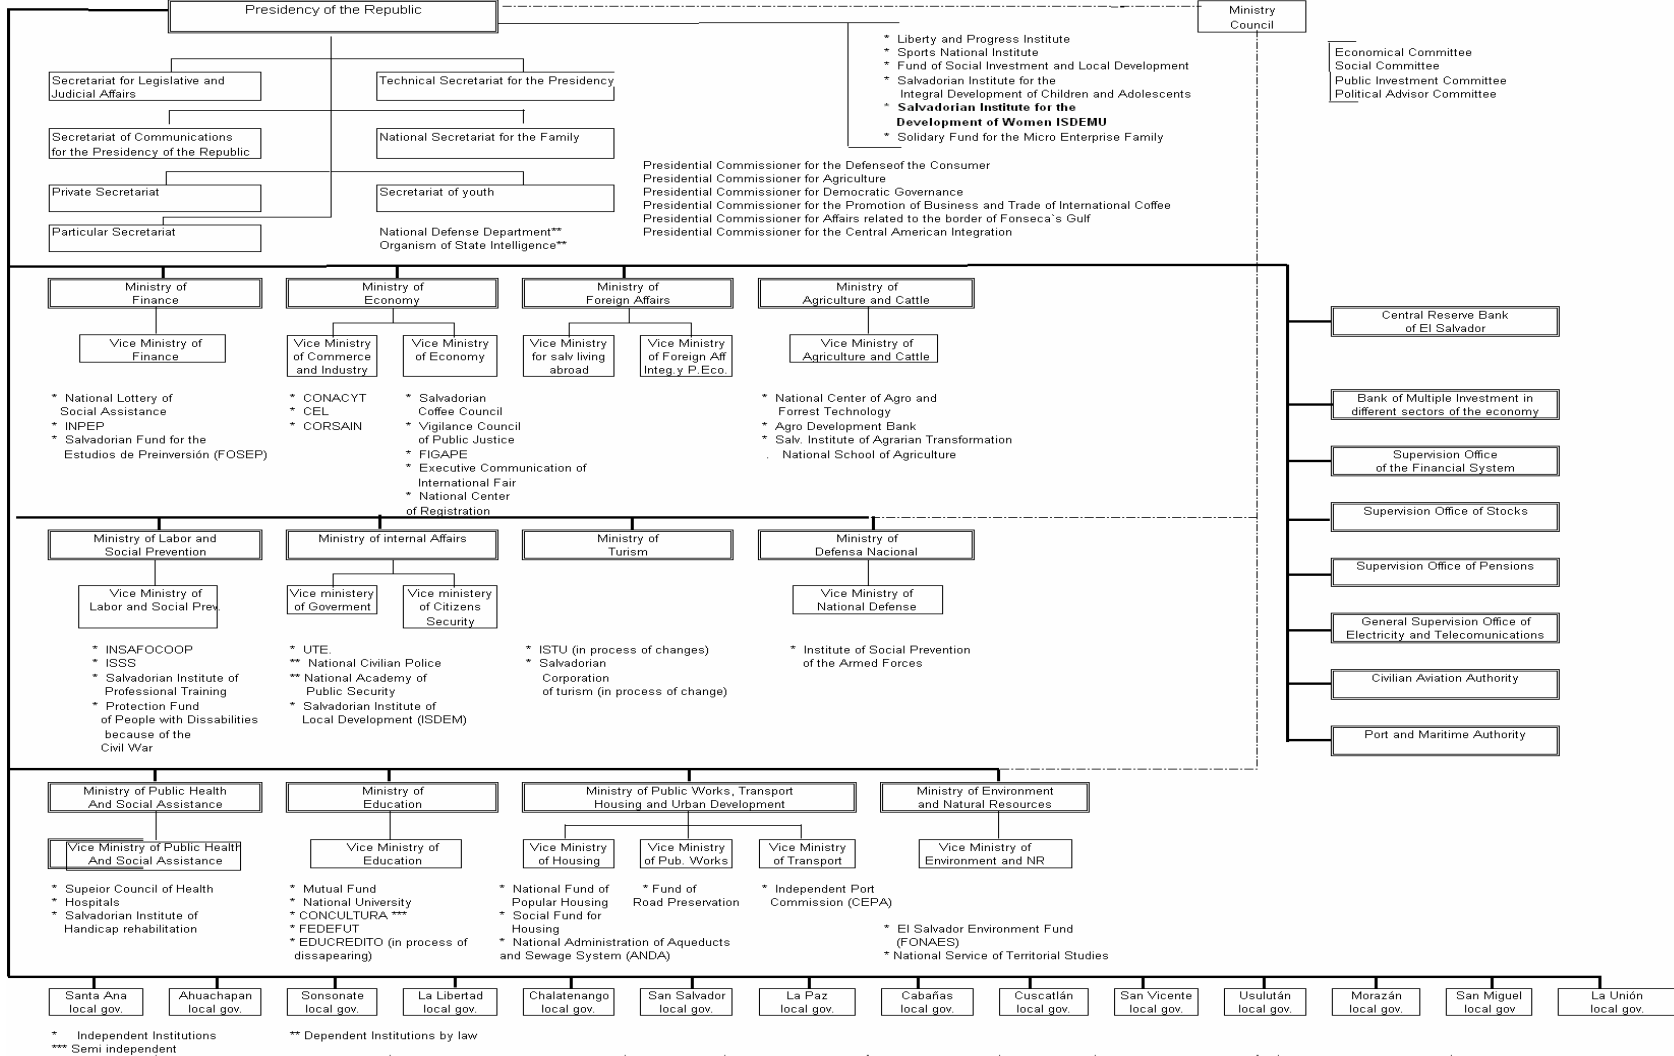 Presidency of the Republic
Ministry
Council
* Liberty and Progress Institute
* Sports National Institute
* Fund of Social Investment and Local Development
* Salvadorian Institute for the
Integral Development of Children and Adolescents
* Salvadorian Institute for the
Development of Women ISDEMU
* Solidary Fund for the Micro Enterprise Family
Economical Committee
Social Committee
Public Investment Committee
Political Advisor Committee
Secretariat for Legislative and
Judicial Affairs
Technical Secretariat for the Presidency
Secretariat of Communications
for the Presidency of the Republic
National Secretariat for the Family
Private Secretariat
Secretariat of youth
Particular Secretariat
National Defense Department**
Organism of State Intelligence**
Presidential Commissioner for the Defenseof the Consumer
Presidential Commissioner for Agriculture
Presidential Commissioner for Democratic Governance
Presidential Commissioner for the Promotion of Business and Trade of International Coffee
Presidential Commissioner for Affairs related to the border of Fonseca`s Gulf
Presidential Commissioner for the Central American Integration
Ministry of
Finance
Ministry of
Economy
Ministry of
Foreign Affairs
Ministry of
Agriculture and Cattle
Vice Ministry of
Finance
Vice Ministry
of Commerce
and Industry
Vice Ministry
of Economy
Vice Ministry
for salv living
abroad
Vice Ministry
of Foreign Aff
Integ.y P.Eco.
Vice Ministry of
Agriculture and Cattle
* National Lottery of
Social Assistance
* INPEP
* Salvadorian Fund for the
Estudios de Preinversión (FOSEP)
* CONACYT
* CEL
* CORSAIN
* Salvadorian
Coffee Council
* Vigilance Council
of Public Justice
* FIGAPE
* Executive Communication of
International Fair
* National Center
of Registration
* National Center of Agro and
Forrest Technology
* Agro Development Bank
* Salv. Institute of Agrarian Transformation
. National School of Agriculture
Central Reserve Bank
of El Salvador
Bank of Multiple Investment in
different sectors of the economy
Supervision Office
of the Financial System
Supervision Office of Stocks
Supervision Office of Pensions
General Supervision Office of
Electricity and Telecomunications
Civilian Aviation Authority
Port and Maritime Authority
Ministry of Labor and
Social Prevention
Ministry of internal Affairs
Ministry of
Turism
Ministry of
Defensa Nacional
Vice Ministry of
Labor and Social Prev.
Vice ministery
of Goverment
Vice ministery
of Citizens
Security
Vice Ministry of
National Defense
* INSAFOCOOP
* ISSS
* Salvadorian Institute of
Professional Training
* Protection Fund
of People with Dissabilities
because of the
Civil War
* UTE.
** National Civilian Police
** National Academy of
Public Security
* Salvadorian Institute of
Local Development (ISDEM)
* ISTU (in process of changes)
* Salvadorian
Corporation
of turism (in process of change)
* Institute of Social Prevention
of the Armed Forces
Ministry of Public Health
And Social Assistance
Ministry of
Education
Ministry of Public Works, Transport
Housing and Urban Development
Ministry of Environment
and Natural Resources
Vice Ministry of Public Health
And Social Assistance
Vice Ministry of
Education
Vice Ministry
of Housing
Vice Ministry
of Pub. Works
Vice Ministry
of Transport
Vice Ministry of
Environment and NR
* Supeior Council of Health
* Hospitals
* Salvadorian Institute of
Handicap rehabilitation
* Mutual Fund
* National University
* CONCULTURA ***
* FEDEFUT
* EDUCREDITO (in process of
dissapearing)
* National Fund of
Popular Housing
* Social Fund for
Housing
* National Administration of Aqueducts
and Sewage System (ANDA)
* Fund of
Road Preservation
* Independent Port
Commission (CEPA)
* El Salvador Environment Fund
(FONAES)
* National Service of Territorial Studies
Santa Ana
local gov.
Ahuachapan
local gov.
Sonsonate
local gov.
La Libertad
local gov.
Chalatenango
local gov.
San Salvador
local gov.
La Paz
local gov.
Cabañas
local gov.
Cuscatlán
local gov.
San Vicente
local gov.
Usulután
local gov.
Morazán
local gov.
San Miguel
local gov
La Unión
local gov.
* Independent Institutions
** Dependent Institutions by law
*** Semi independent